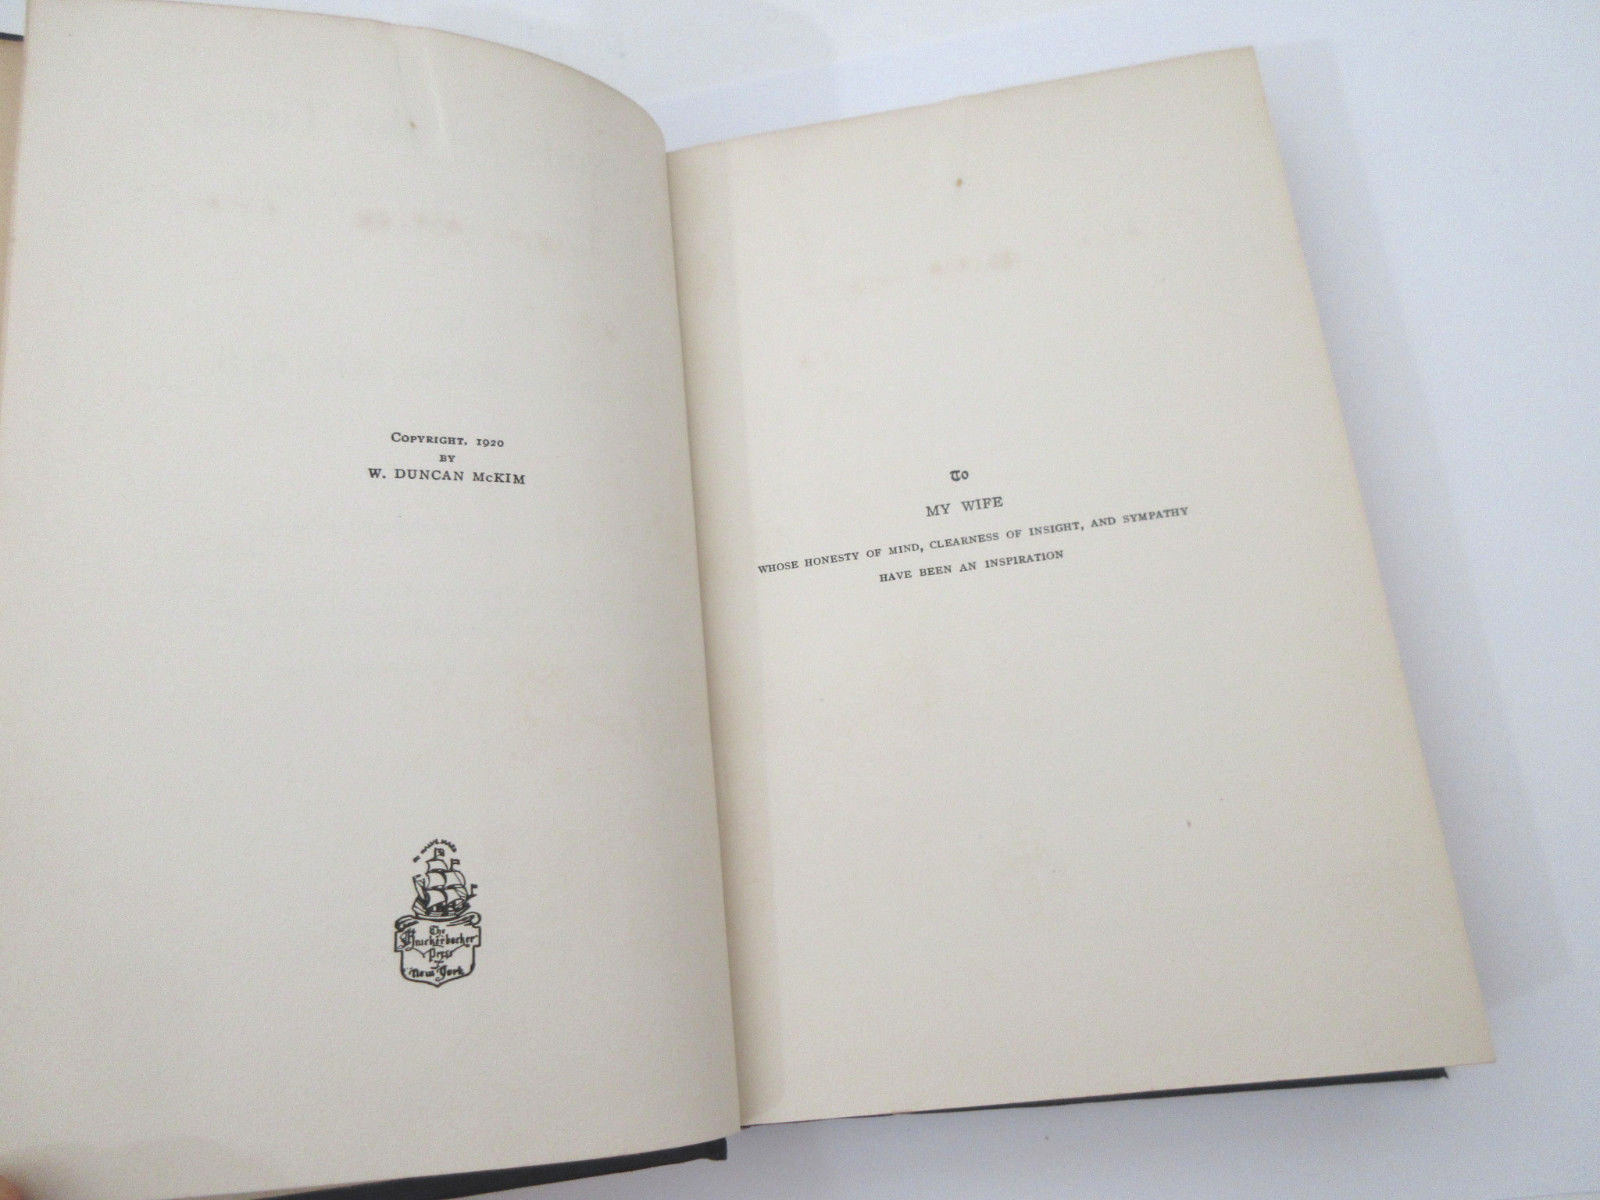 COPYRIGHT, 1920
BY
W. DUNCAN McKIM
The
Knickerbocker
Press
New York
To
MY WIFE
WHOSE HONESTY OF MIND, CLEARNESS OF INSIGHT, AND SYMPATHY
HAVE BEEN AN INSPIRATION